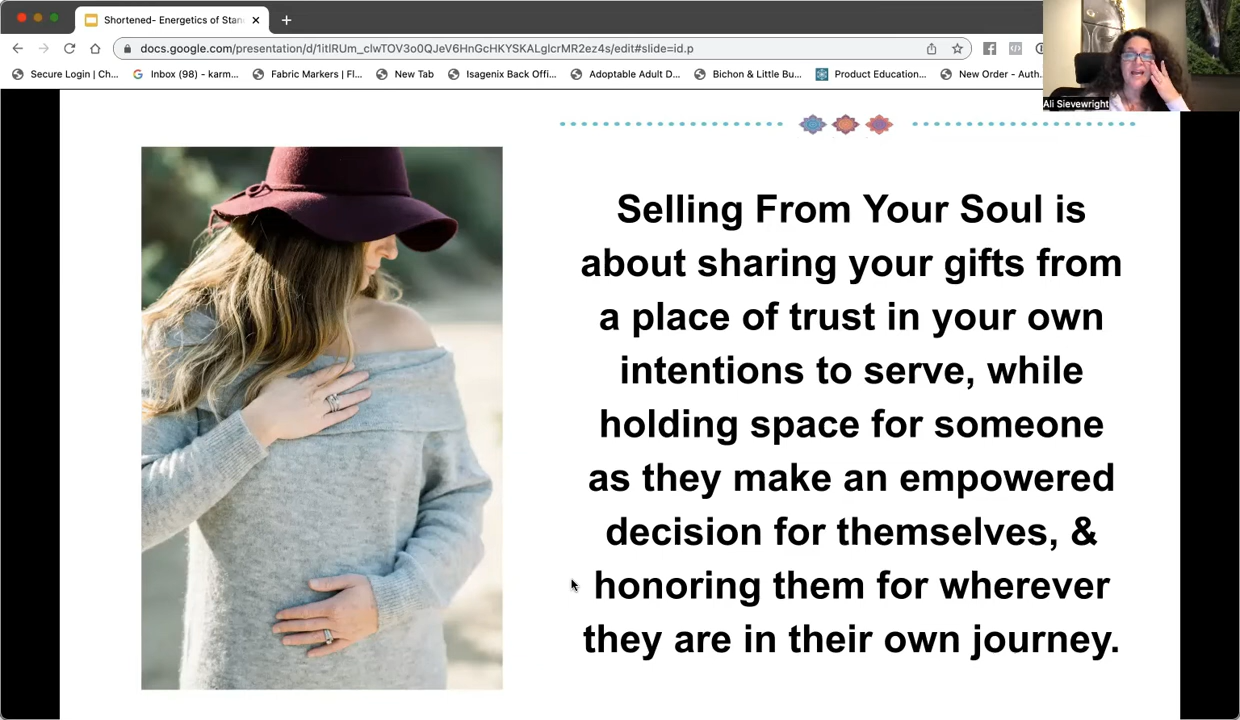 Shortened- Energetics of Stan
docs.google.com/presentation/d/1itlRUm_clwTOV3o0QJeV6HnGcHKYSKALglcrMR2ez4s/edit#slide=id.p
Secure Login | Ch... Inbox (98) - karm... Fabric Markers | Fl... New Tab Isagenix Back Offi... Adoptable Adult D... Bichon & Little Bu... Product Education... New Order - Auth.
Ali Sievewright
Selling From Your Soul is
about sharing your gifts from
a place of trust in your own
intentions to serve, while
holding space for someone
as they make an empowered
decision for themselves, &
honoring them for wherever
they are in their own journey.